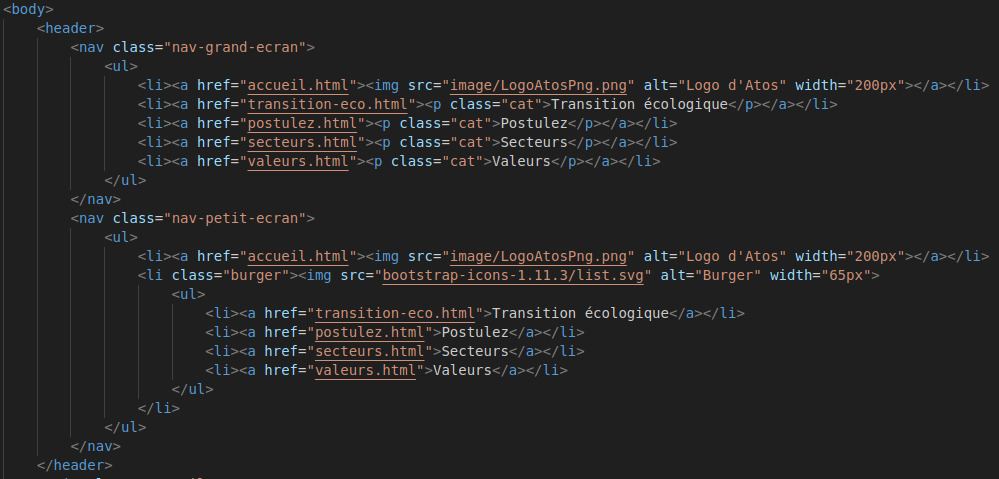 <body>
<header>
<nav class="nav-grand-ecran">
<ul>
<li><a href="accueil.html"><img src="image/LogoAtosPng.png" alt="Logo d'Atos" width="200px"></a></li>
<li><a href="transition-eco.html"><p class="cat">Transition écologique</p></a></li>
<li><a href="postulez.html"><p class="cat">Postulez</p></a></li>
<li><a href="secteurs.html"><p class="cat">Secteurs</p></a></li>
<li><a href="valeurs.html"><p class="cat">Valeurs</p></a></li>
</ul>
</nav>
<nav class="nav-petit-ecran">
<ul>
<li><a href="accueil.html"><img src="image/LogoAtosPng.png" alt="Logo d'Atos" width="200px"></a></li>
<li class="burger"><img src="bootstrap-icons-1.11.3/list.svg" alt="Burger" width="65px">
<ul>
<li><a href="transition-eco.html">Transition écologique</a></li>
<li><a href="postulez.html">Postulez</a></li>
<li><a href="secteurs.html">Secteurs</a></li>
<li><a href="valeurs.html">Valeurs</a></li>
</ul>
</li>
</ul>
</nav>
</header>